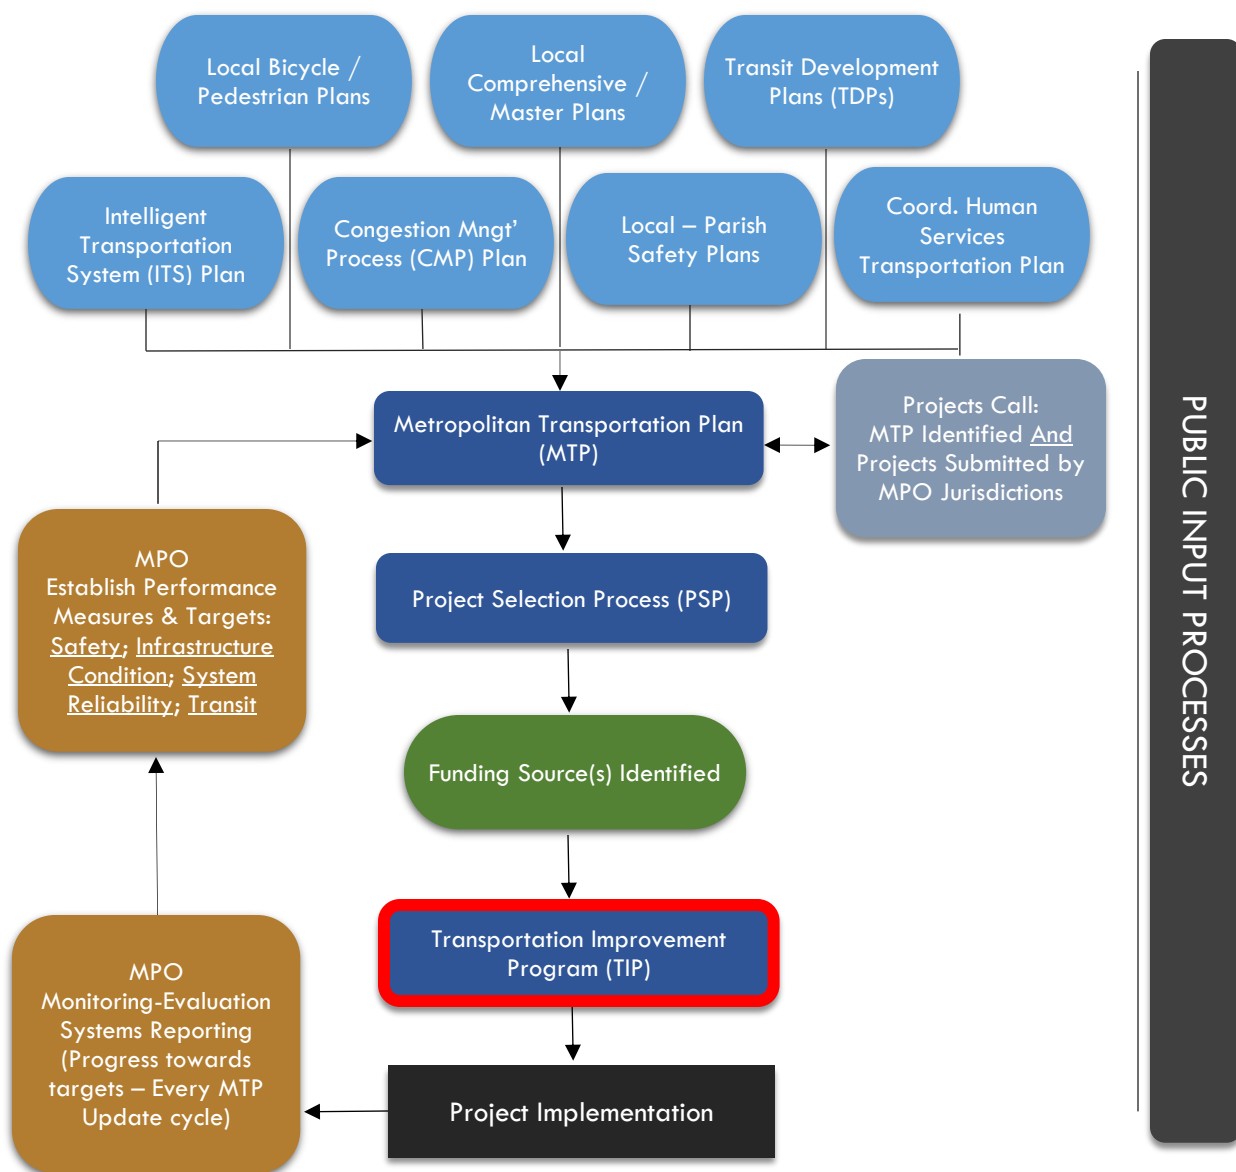 Local Bicycle /
Pedestrian Plans
Local
Comprehensive /
Master Plans
Transit Development
Plans (TDPs)
Intelligent
Transportation
System (ITS) Plan
Congestion Mngt'
Process (CMP) Plan
Local – Parish
Safety Plans
Coord. Human
Services
Transportation Plan
Metropolitan Transportation Plan
(MTP)
Projects Call:
MTP Identified And
Projects Submitted by
MPO Jurisdictions
MPO
Establish Performance
Measures & Targets:
Safety; Infrastructure
Condition; System
Reliability; Transit
Project Selection Process (PSP)
Funding Source(s) Identified
Transportation Improvement
Program (TIP)
MPO
Monitoring-Evaluation
Systems Reporting
(Progress towards
targets – Every MTP
Update cycle)
Project Implementation
PUBLIC INPUT PROCESSES